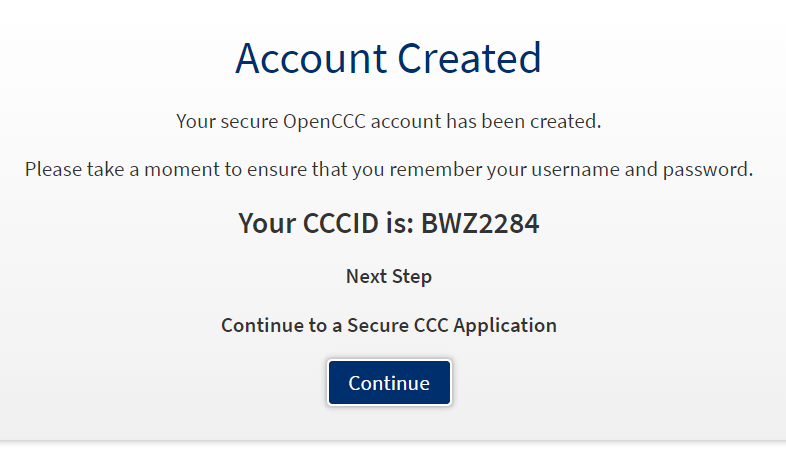 Account Created
Your secure OpenCCC account has been created.
Please take a moment to ensure that you remember your username and password.
Your CCCID is: BWZ2284
Next Step
Continue to a Secure CCC Application
Continue